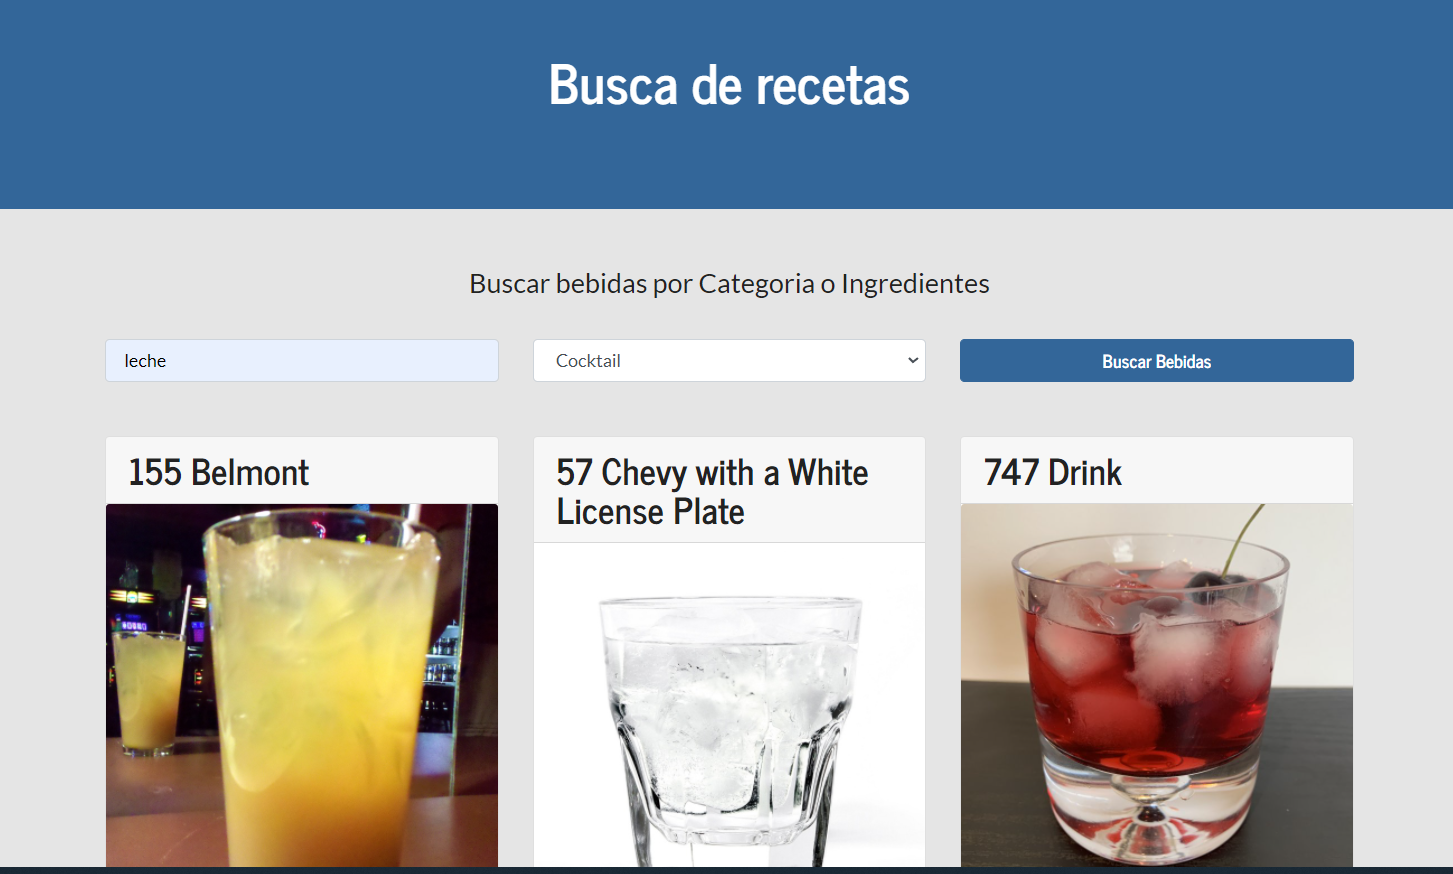 Busca de recetas
Buscar bebidas por Categoria o Ingredientes
leche
Cocktail
Buscar Bebidas
155 Belmont
57 Chevy with a White
License Plate
747 Drink